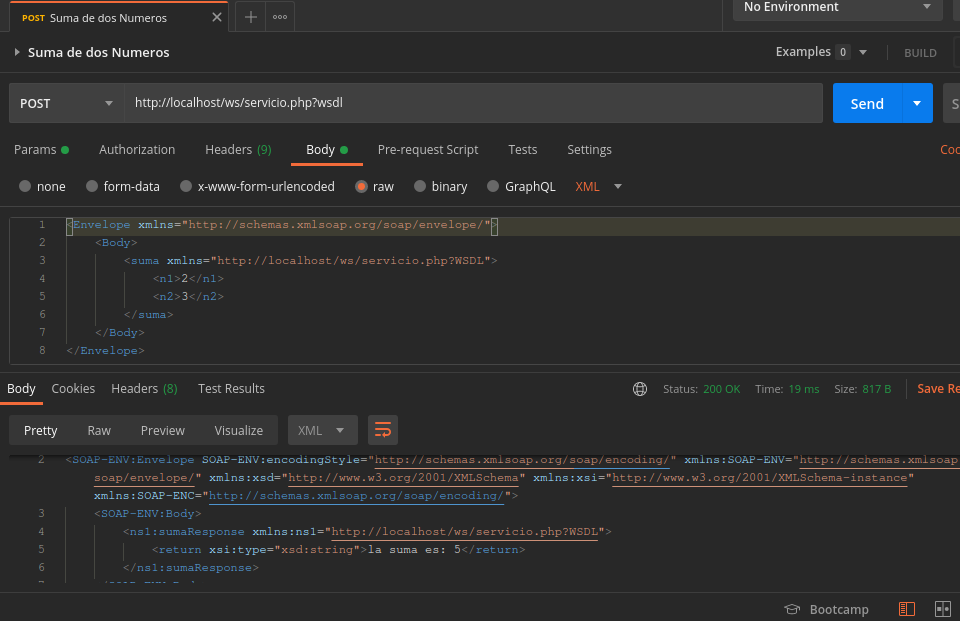 POST Suma de dos Numeros
No Environment
Suma de dos Numeros
Examples 0
BUILD
POST http://localhost/ws/servicio.php?wsdl
Send
S
Params Authorization Headers (9) Body Pre-request Script Tests Settings Coo
none form-data x-www-form-urlencoded raw binary GraphQL XML
1 <Envelope xmlns="http://schemas.xmlsoap.org/soap/envelope/">
2 <Body>
3 <suma xmlns="http://localhost/ws/servicio.php?WSDL">
4 <n1>2</n1>
5 <n2>3</n2>
6 </suma>
7 </Body>
8 </Envelope>
Body Cookies Headers (8) Test Results Status: 200 OK Time: 19 ms Size: 817 B Save Re
Pretty Raw Preview Visualize XML
2 <SOAP-ENV:Envelope SOAP-ENV:encodingStyle="http://schemas.xmlsoap.org/soap/encoding/" xmlns:SOAP-ENV="http://schemas.xmlsoap
soap/envelope/" xmlns:xsd="http://www.w3.org/2001/XMLSchema" xmlns:xsi="http://www.w3.org/2001/XMLSchema-instance"
xmlns:SOAP-ENC="http://schemas.xmlsoap.org/soap/encoding/">
3 <SOAP-ENV:Body>
4 <ns1:sumaResponse xmlns:ns1="http://localhost/ws/servicio.php?WSDL">
5 <return xsi:type="xsd:string">la suma es: 5</return>
6 </ns1:sumaResponse>
Bootcamp